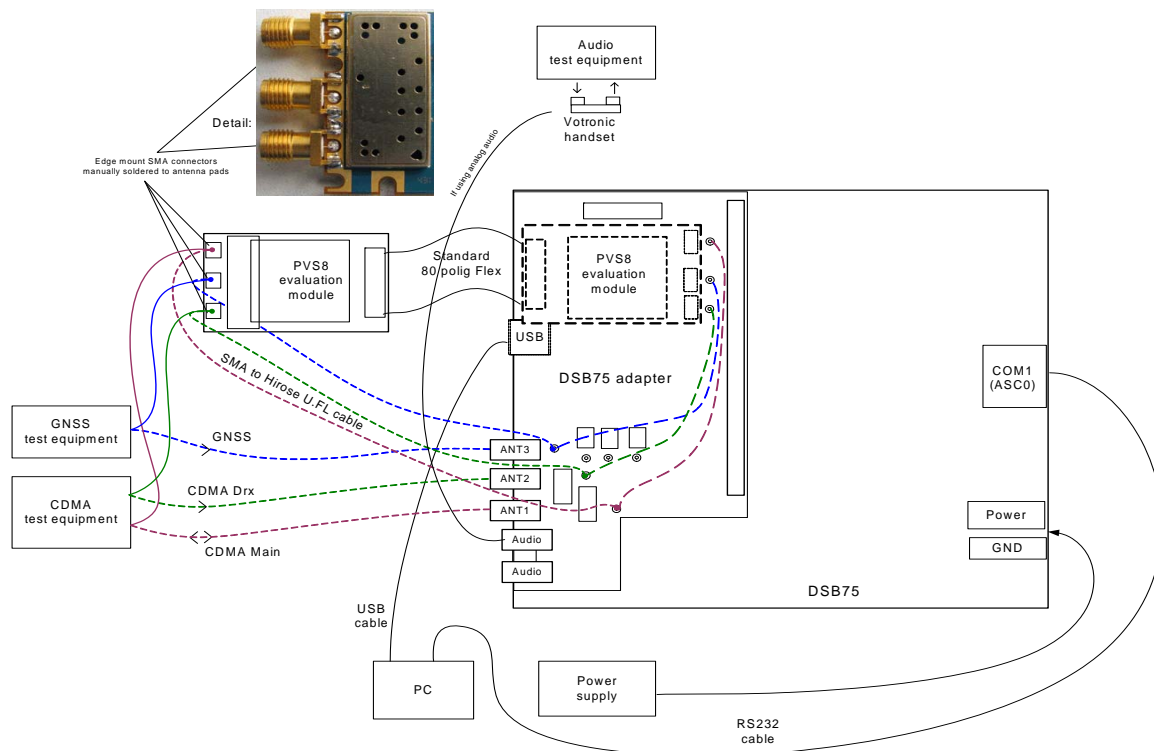 Audio
test equipment
Detail:
Votronic
handset
If using analog audio
Edge mount SMA connectors
manually soldered to antenna pads
PVS8
evaluation
module
Standard
80 polig Flex
PVS8
evaluation
module
USB
DSB75 adapter
SMA to Hirose U.FL cable
COM1
(ASC0)
GNSS
test equipment
GNSS
ANT3
CDMA
test equipment
CDMA Drx
ANT2
ANT1
CDMA Main
Audio
Audio
Power
GND
DSB75
USB
cable
PC
Power
supply
RS232
cable